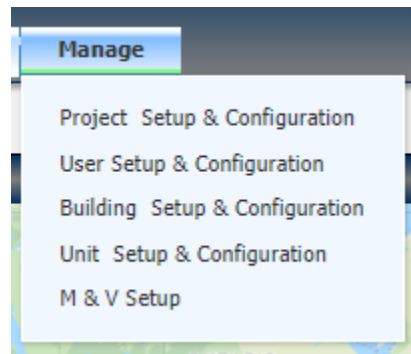 Manage
Project Setup & Configuration
User Setup & Configuration
Building Setup & Configuration
Unit Setup & Configuration
M & V Setup